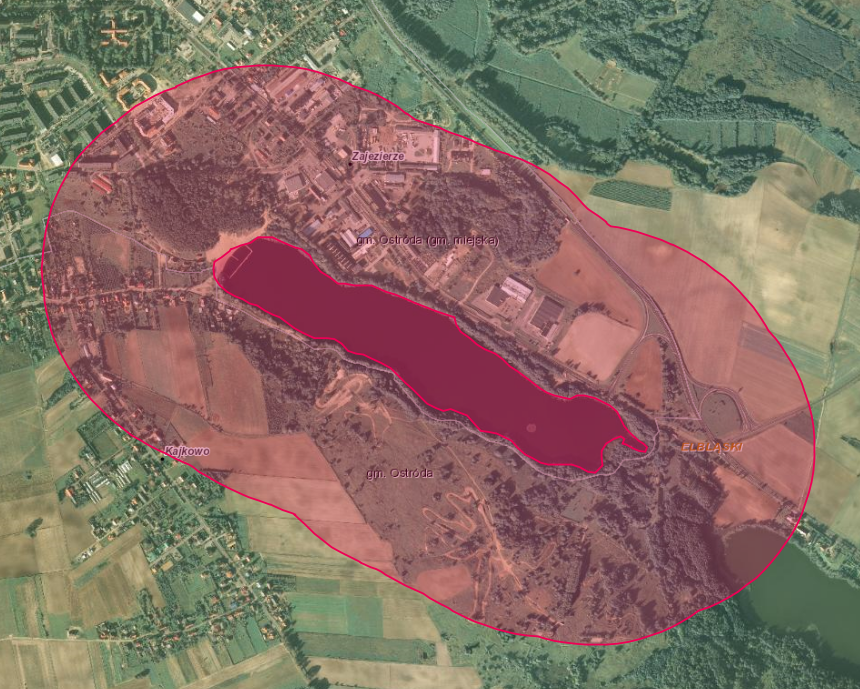 Zajezierze
gm. Ostróda (gm. miejska)
ELBLĄSKI
Kajkowo
gm. Ostróda